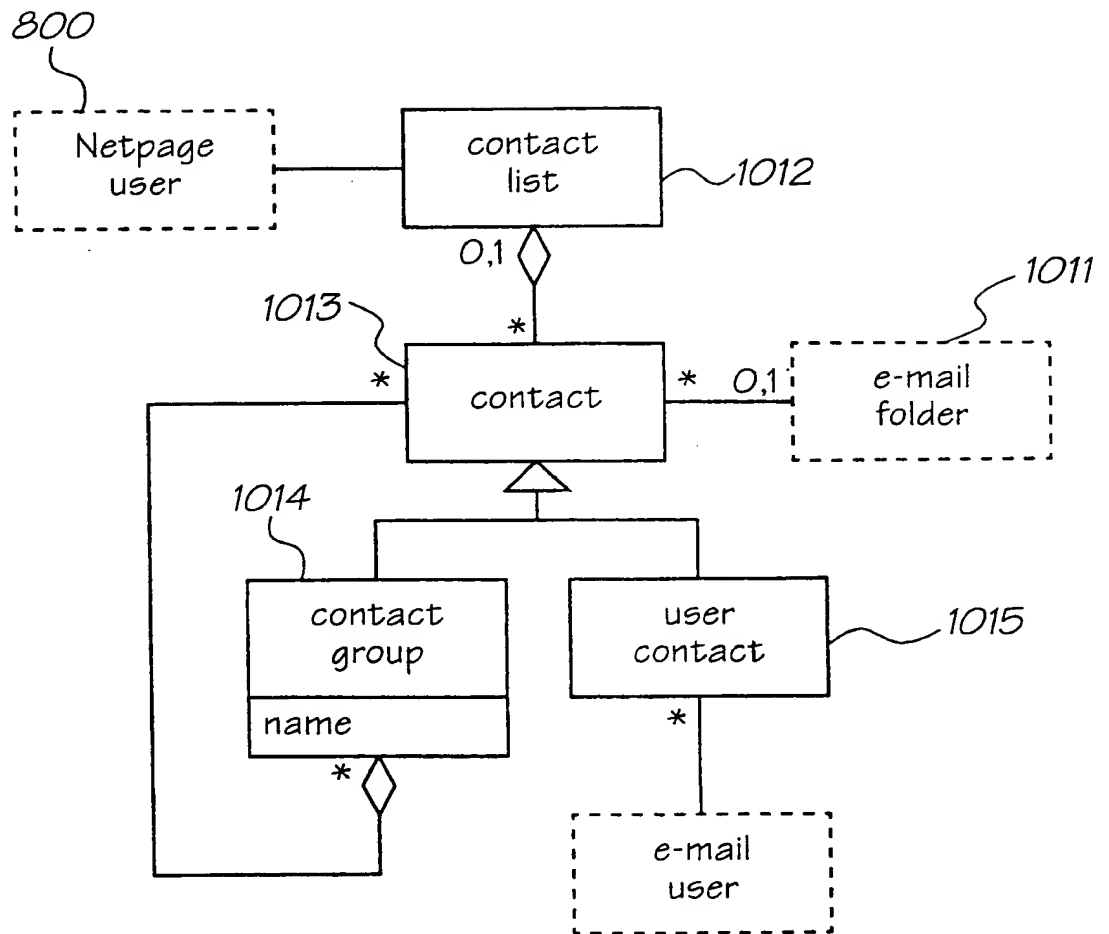 800
Netpage
user
contact
list
1012
0,1
*
1013
1011
*
contact
*
0,1
e-mail
folder
1014
contact
group
name
*
user
contact
1015
*
e-mail
user